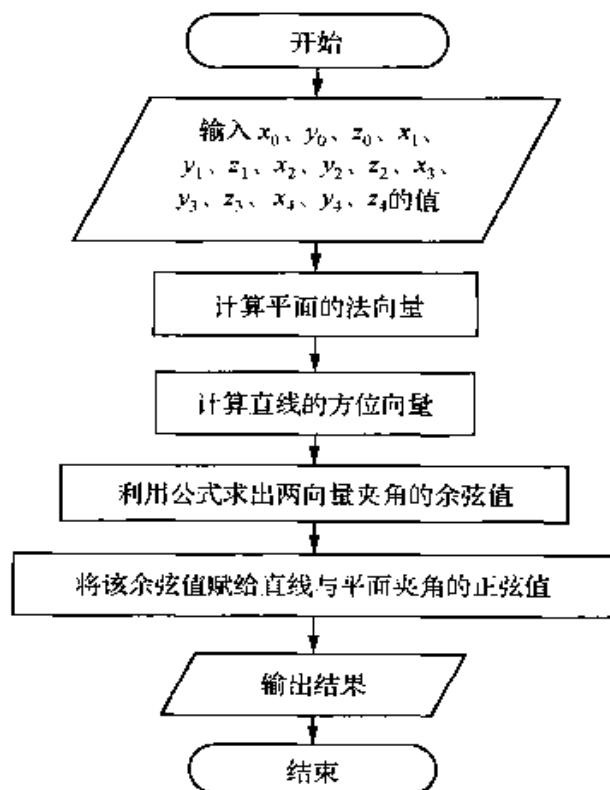 开始
输入 x₀、y₀、z₀、x₁、
y₁、z₁、x₂、y₂、z₂、x₃、
y₃、z₃、x₄、y₄、z₄的值
计算平面的法向量
计算直线的方位向量
利用公式求出两向量夹角的余弦值
将该余弦值赋给直线与平面夹角的正弦值
输出结果
结束